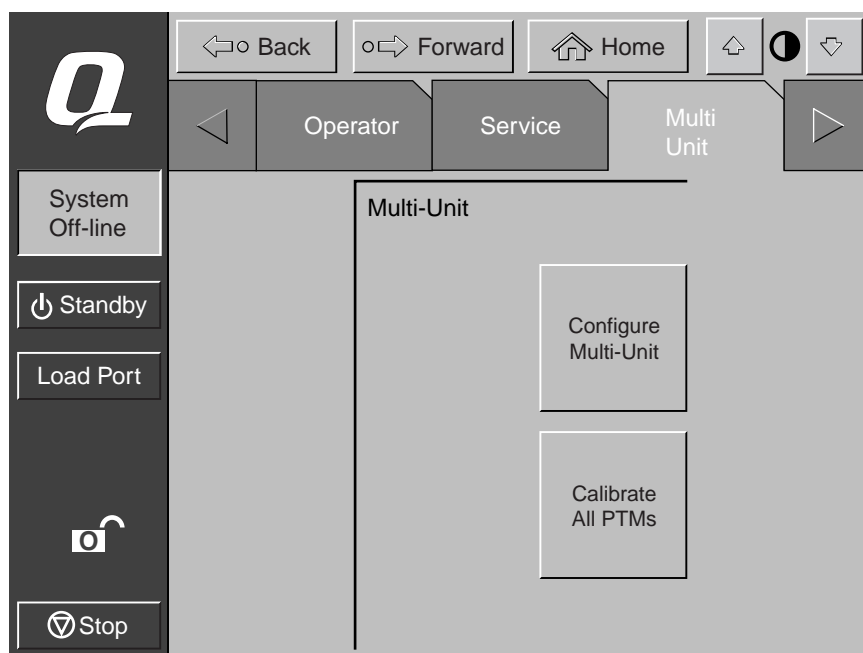 Q
Back
Forward
Home
Operator
Service
Multi
Unit
System
Off-line
Standby
Load Port
O
Stop
Multi-Unit
Configure
Multi-Unit
Calibrate
All PTMs